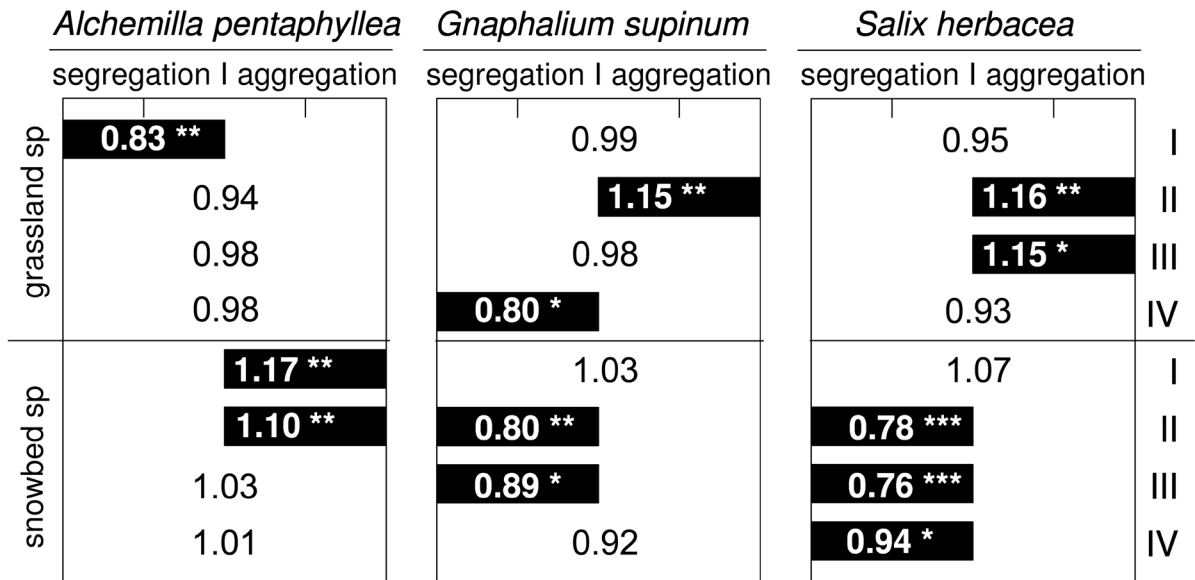 Alchemilla pentaphyllea Gnaphalium supinum Salix herbacea
segregation I aggregation segregation I aggregation segregation I aggregation
grassland sp
0.83 ** 0.99 0.95 I
0.94 1.15 ** 1.16 ** II
0.98 0.98 1.15 * III
0.98 0.80 * 0.93 IV
snowbed sp
1.17 ** 1.03 1.07 I
1.10 ** 0.80 ** 0.78 *** II
1.03 0.89 * 0.76 *** III
1.01 0.92 0.94 * IV